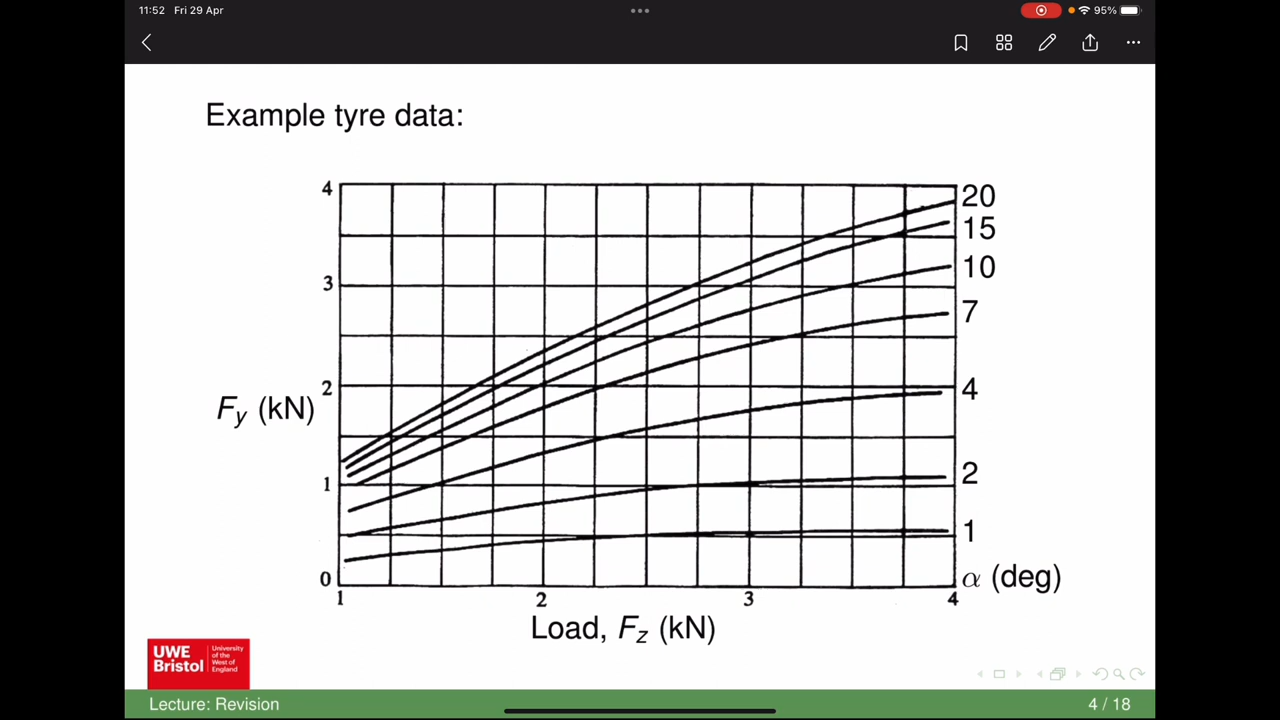 11:52 Fri 29 Apr
95%
Example tyre data:
4
3
2
1
0
Fy (kN)
20
15
10
7
4
2
1
α (deg)
1 2 3 4
Load, Fz (kN)
UWE Bristol
University
of the
West of
England
Lecture: Revision
4 / 18